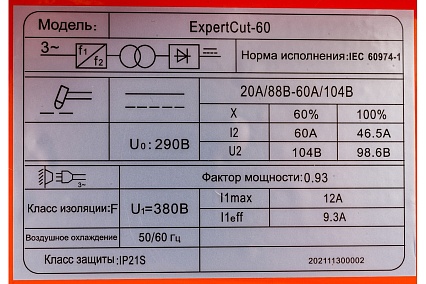 Модель: ExpertCut-60
3~ f1 f2 Норма исполнения:IEC 60974-1
20A/88B-60A/104B
X 60% 100%
U0:290B I2 60A 46.5A
U2 104B 98.6B
3~ Фактор мощности:0.93
Класс изоляции:F U1=380B I1max 12A
I1eff 9.3A
Воздушное охлаждение 50/60 гц
Класс защиты:IP21S 202111300002